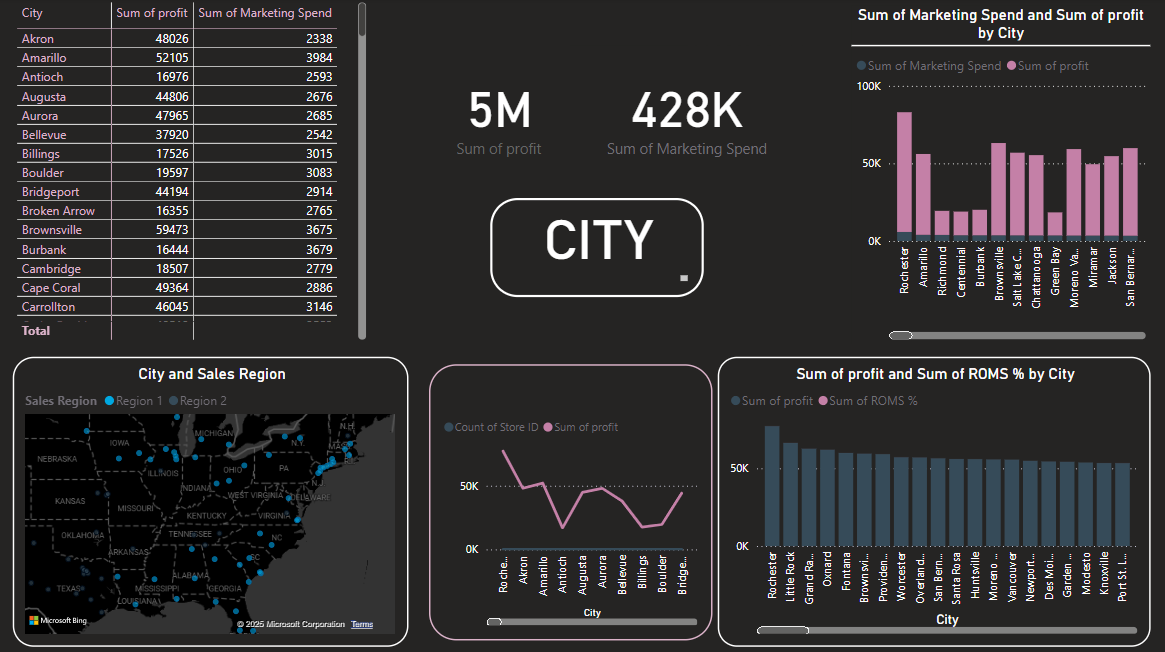 City Sum of profit Sum of Marketing Spend
Akron 48026 2338
Amarillo 52105 3984
Antioch 16976 2593
Augusta 44806 2676
Aurora 47965 2685
Bellevue 37920 2542
Billings 17526 3015
Boulder 19597 3083
Bridgeport 44194 2914
Broken Arrow 16355 2765
Brownsville 59473 3675
Burbank 16444 3679
Cambridge 18507 2779
Cape Coral 49364 2886
Carrollton 46045 3146
Total
5M
Sum of profit
428K
Sum of Marketing Spend
CITY
Sum of Marketing Spend and Sum of profit
by City
Sum of Marketing Spend Sum of profit
100K
50K
0K
Rochester
Amarillo
Richmond
Centennial
Burbank
Brownsville
Salt Lake C...
Chattanooga
Green Bay
Moreno Va...
Miramar
Jackson
San Bernar...
City and Sales Region
Sales Region Region 1 Region 2
MICHIGAN
N.H.
IOWA
N.Y.
MA
NEBRASKA
ILLINOIS
OHIO
PA
R.I.
INDIANA
N.J.
KANSAS
WEST VIRGINIA
DELAWARE
MISSOURI
KENTUCKY
VIRGINIA
OKLAHOMA
TENNESSEE
NC
ARKANSAS
SC
TEXAS
MISSISSIPPI
ALABAMA
GEORGIA
LOUISIANA
Microsoft Bing
© 2025 Microsoft Corporation Terms
Count of Store ID Sum of profit
50K
0K
Roche...
Akron
Amarillo
Antioch
Augusta
Aurora
Bellevue
Billings
Boulder
Bridge...
City
Sum of profit and Sum of ROMS % by City
Sum of profit Sum of ROMS %
50K
0K
Rochester
Little Rock
Grand Ra...
Oxnard
Fontana
Brownsvi...
Providen...
Worcester
Overland...
San Bern...
Santa Rosa
Huntsville
Moreno ...
Vancouver
Newport...
Des Moi...
Garden ...
Modesto
Knoxville
Port St. L...
City